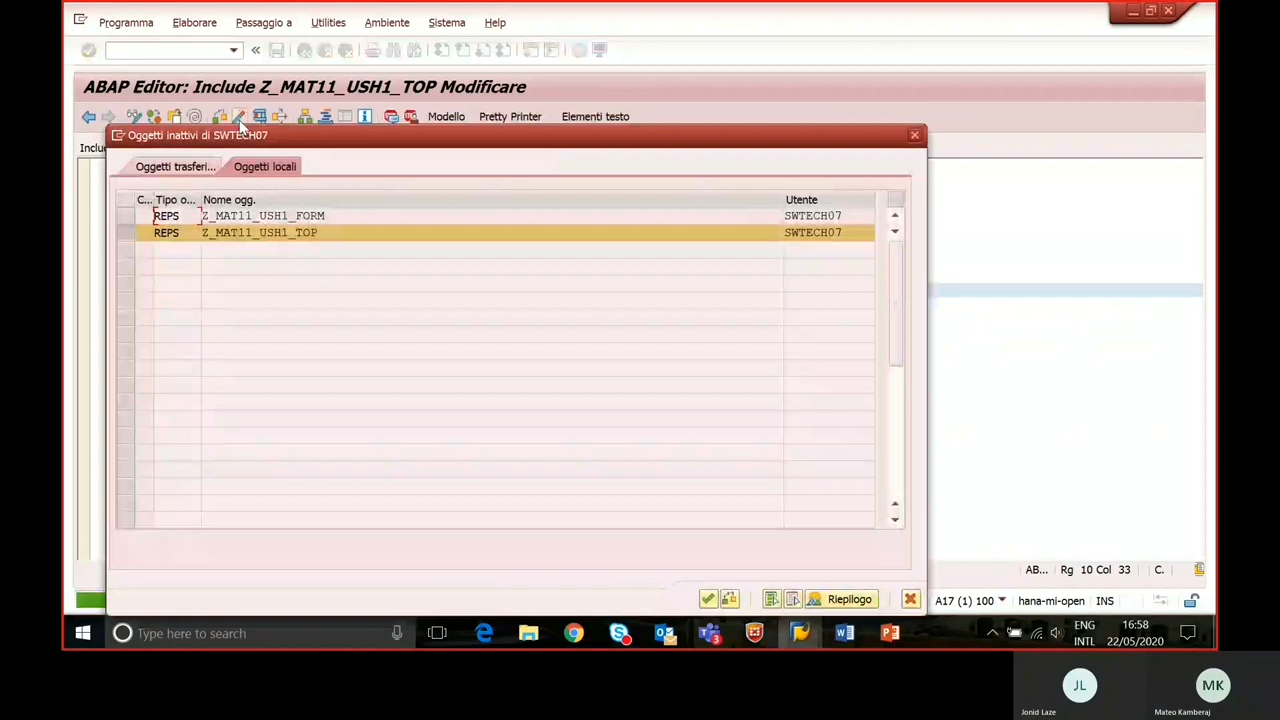 Programma Elaborare Passaggio a Utilities Ambiente Sistema Help
ABAP Editor: Include Z_MAT11_USH1_TOP Modificare
Modello Pretty Printer Elementi testo
Oggetti inattivi di SWTECH07
Inclu
Oggetti trasferi... Oggetti locali
C... Tipo o... Nome ogg. Utente
REPS Z_MAT11_USH1_FORM SWTECH07
REPS Z_MAT11_USH1_TOP SWTECH07
AB... Rg 10 Col 33 C.
Riepilogo
A17 (1) 100 hana-mi-open INS
Type here to search
3
ENG
INTL
16:58
22/05/2020
JL
Jonid Laze
MK
Mateo Kamberaj